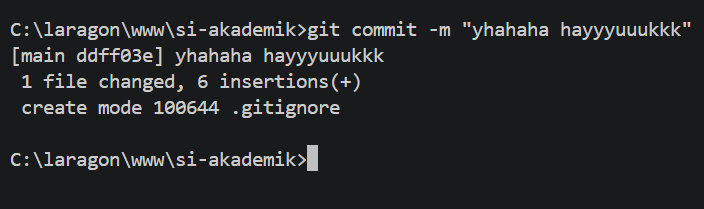 C:\laragon\www\si-akademik>git commit -m "yhahaha hayyyuuukkk"
[main ddff03e] yhahaha hayyyuuukkk
 1 file changed, 6 insertions(+)
 create mode 100644 .gitignore
C:\laragon\www\si-akademik>